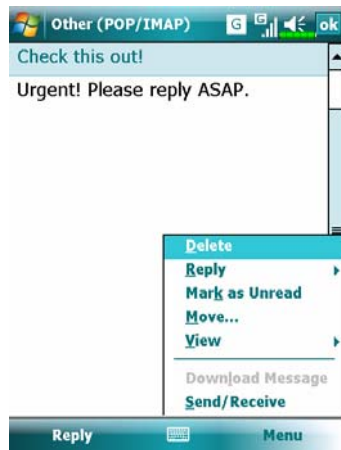 Other (POP/IMAP) G G ok
Check this out!
Urgent! Please reply ASAP.
Delete
Reply
Mark as Unread
Move...
View
Download Message
Send/Receive
Reply Menu